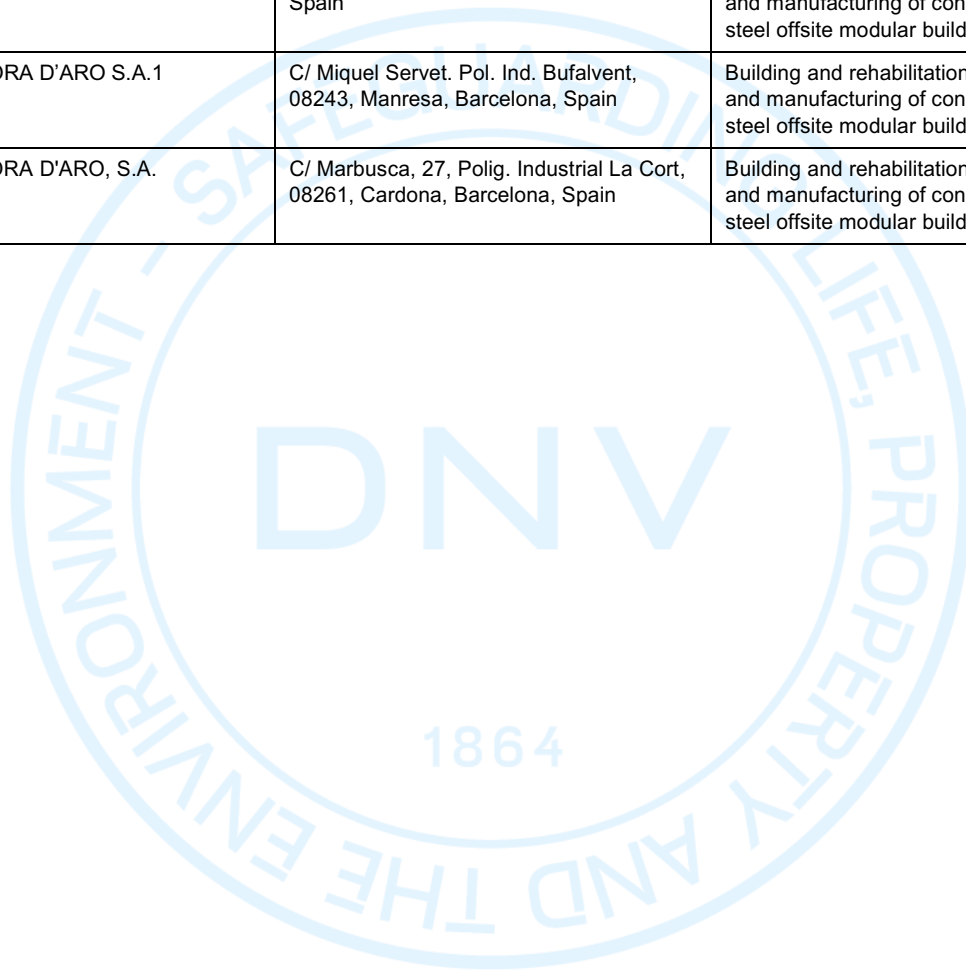 Spain
and manufacturing of con
steel offsite modular build
ORA D’ARO S.A.1
C/ Miquel Servet. Pol. Ind. Bufalvent,
08243, Manresa, Barcelona, Spain
Building and rehabilitation
and manufacturing of con
steel offsite modular build
ORA D'ARO, S.A.
C/ Marbusca, 27, Polig. Industrial La Cort,
08261, Cardona, Barcelona, Spain
Building and rehabilitation
and manufacturing of con
steel offsite modular build
SAFEGUARDING LIFE, PROPERTY AND THE ENVIRONMENT -
DNV
1864